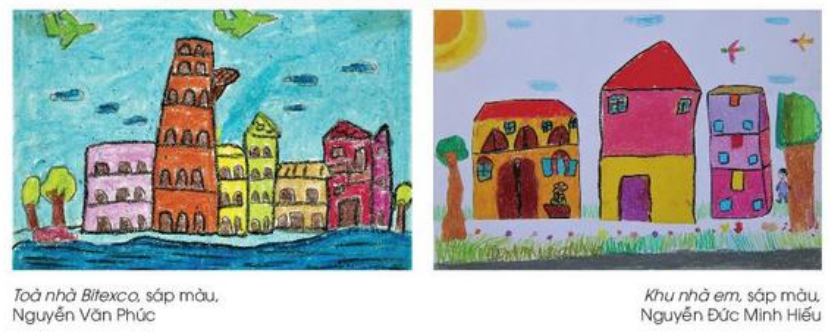 Toà nhà Bitexco, sáp màu,
Nguyễn Văn Phúc
Khu nhà em, sáp màu,
Nguyễn Đức Minh Hiếu